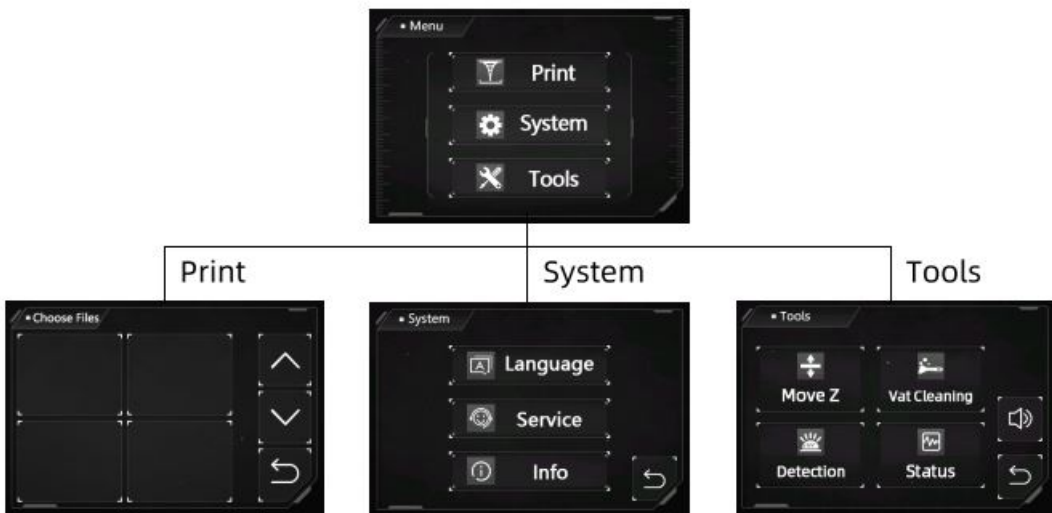 Menu
Print
System
Tools
Print
System
Tools
Choose Files
System
Language
Service
Info
Tools
Move Z
Vat Cleaning
Detection
Status